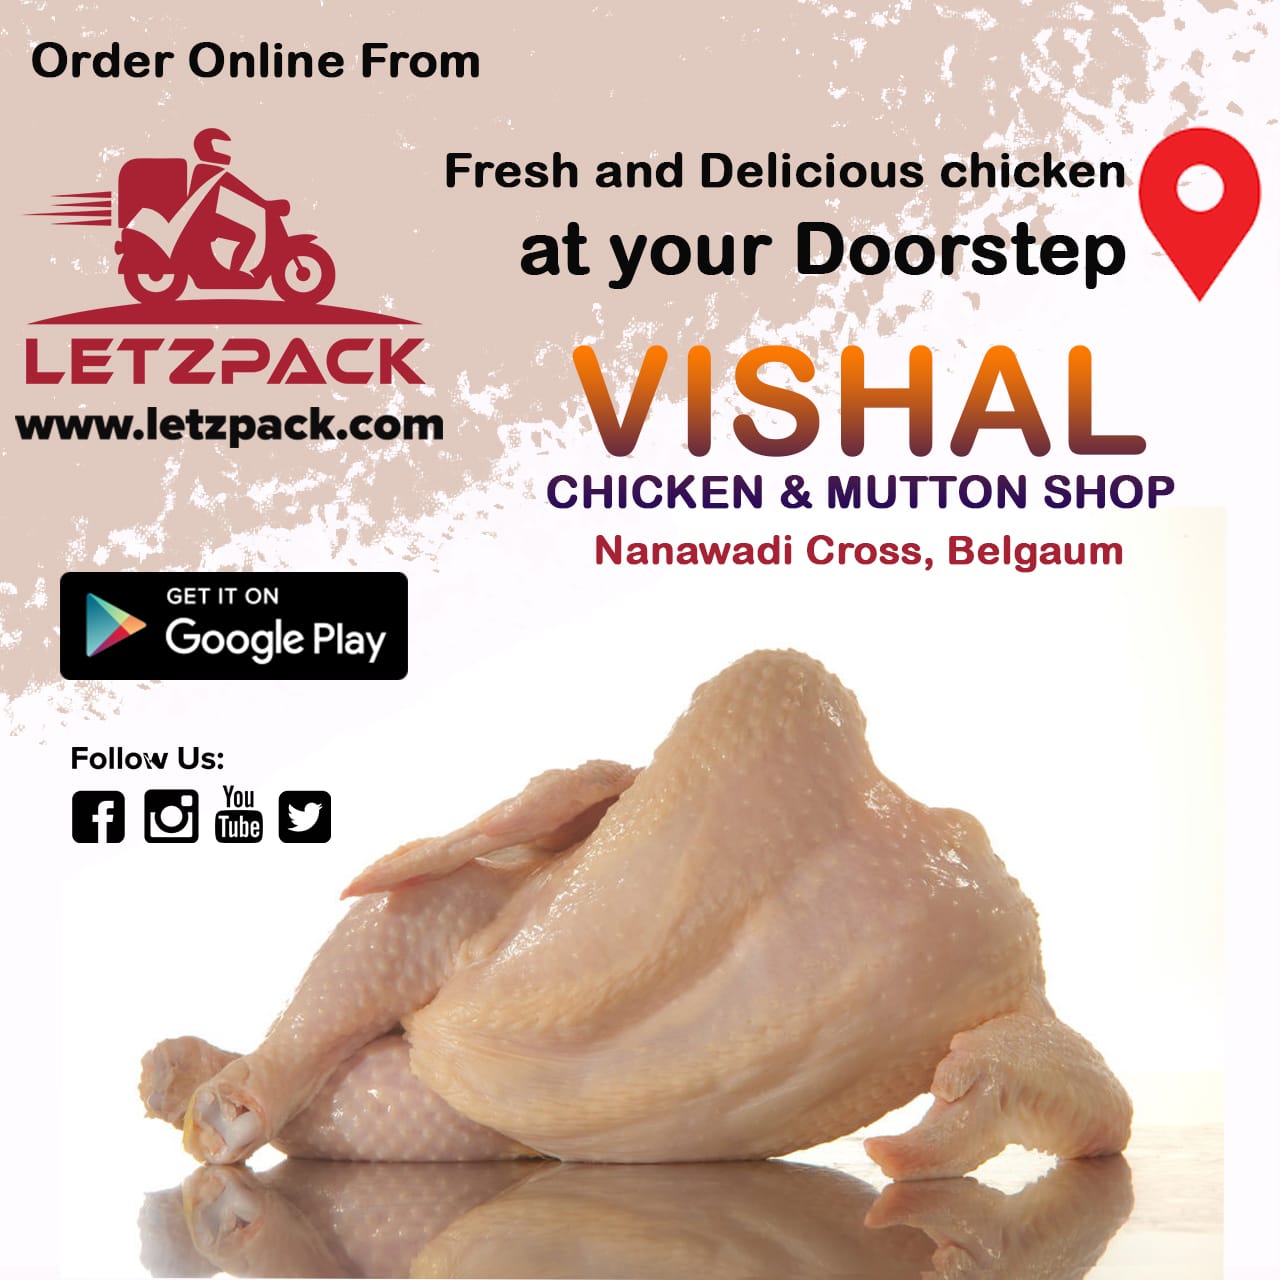 Order Online From
LETZPACK
www.letzpack.com
Fresh and Delicious chicken
at your Doorstep
VISHAL
CHICKEN & MUTTON SHOP
Nanawadi Cross, Belgaum
GET IT ON
Google Play
Follow Us:
You
Tube